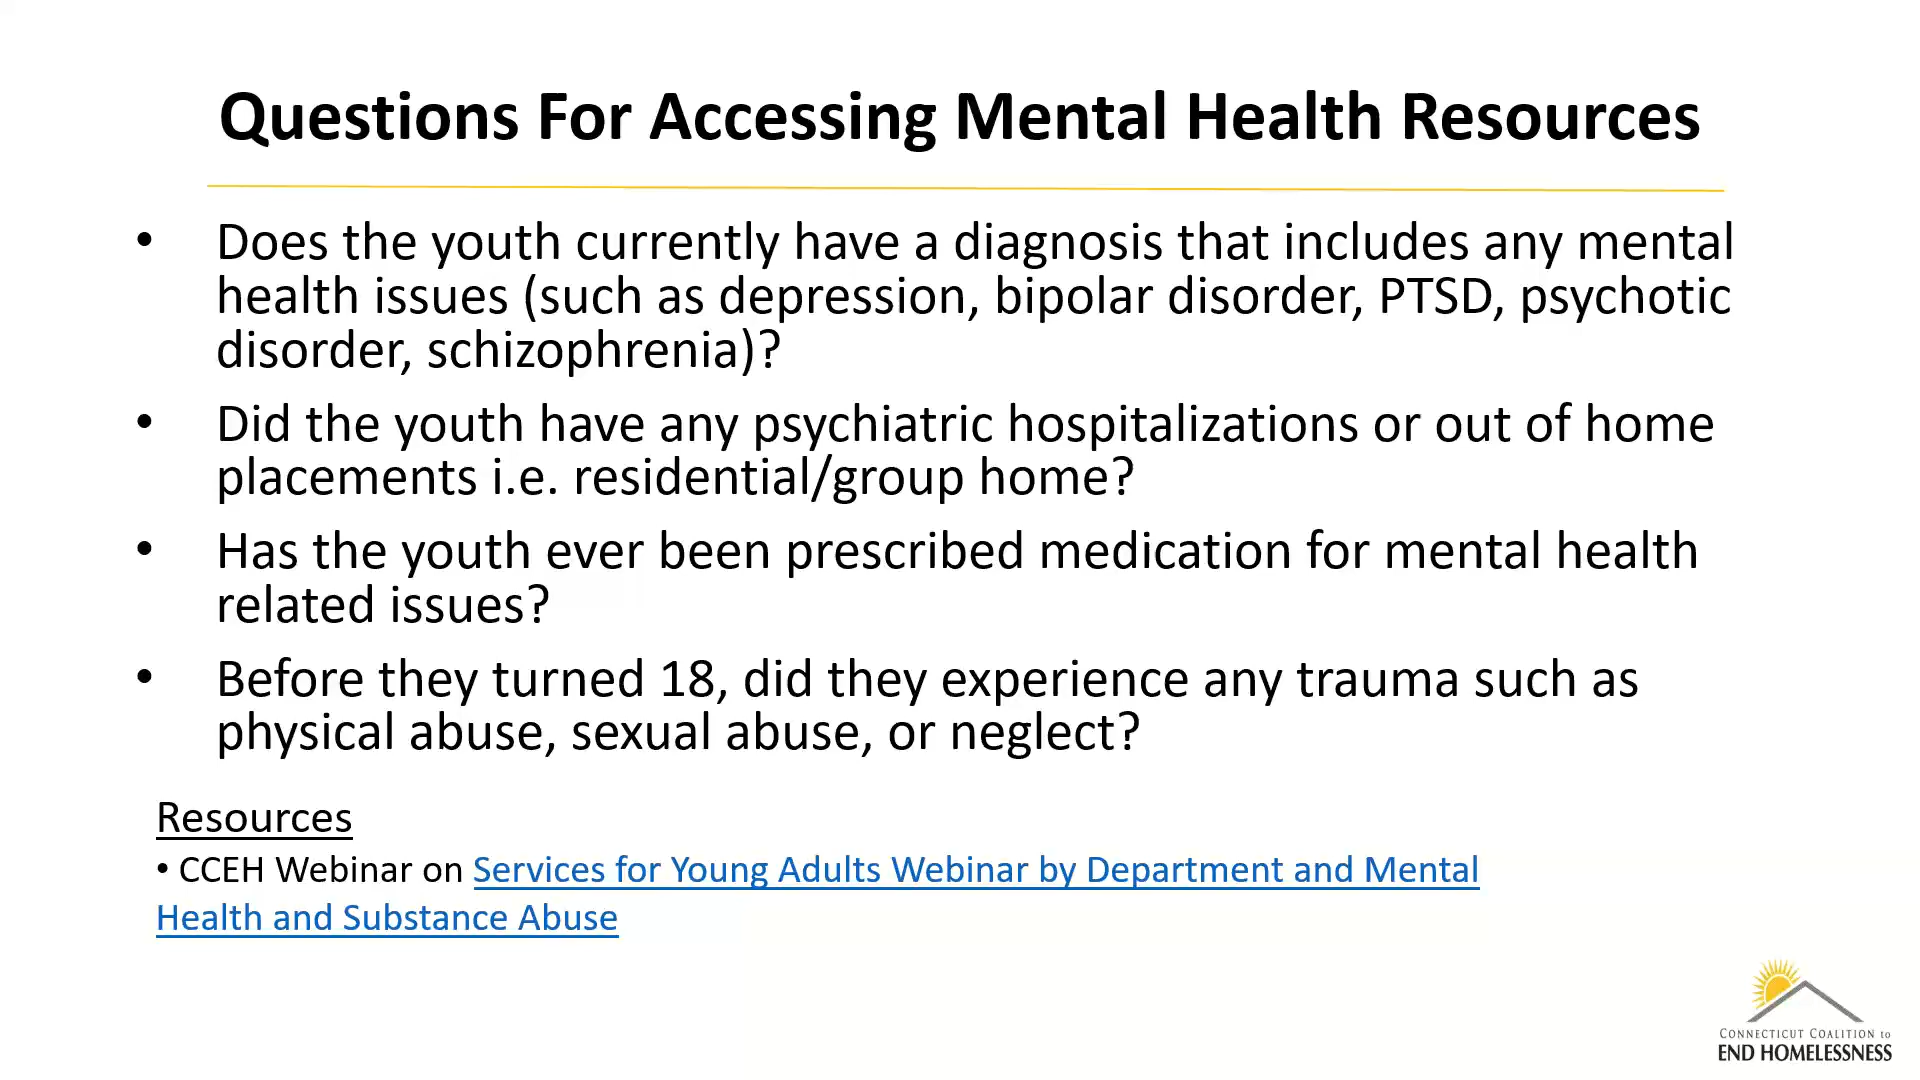 Questions For Accessing Mental Health Resources
• Does the youth currently have a diagnosis that includes any mental
health issues (such as depression, bipolar disorder, PTSD, psychotic
disorder, schizophrenia)?
• Did the youth have any psychiatric hospitalizations or out of home
placements i.e. residential/group home?
• Has the youth ever been prescribed medication for mental health
related issues?
• Before they turned 18, did they experience any trauma such as
physical abuse, sexual abuse, or neglect?
Resources
• CCEH Webinar on Services for Young Adults Webinar by Department and Mental
Health and Substance Abuse
CONNECTICUT COALITION to
END HOMELESSNESS